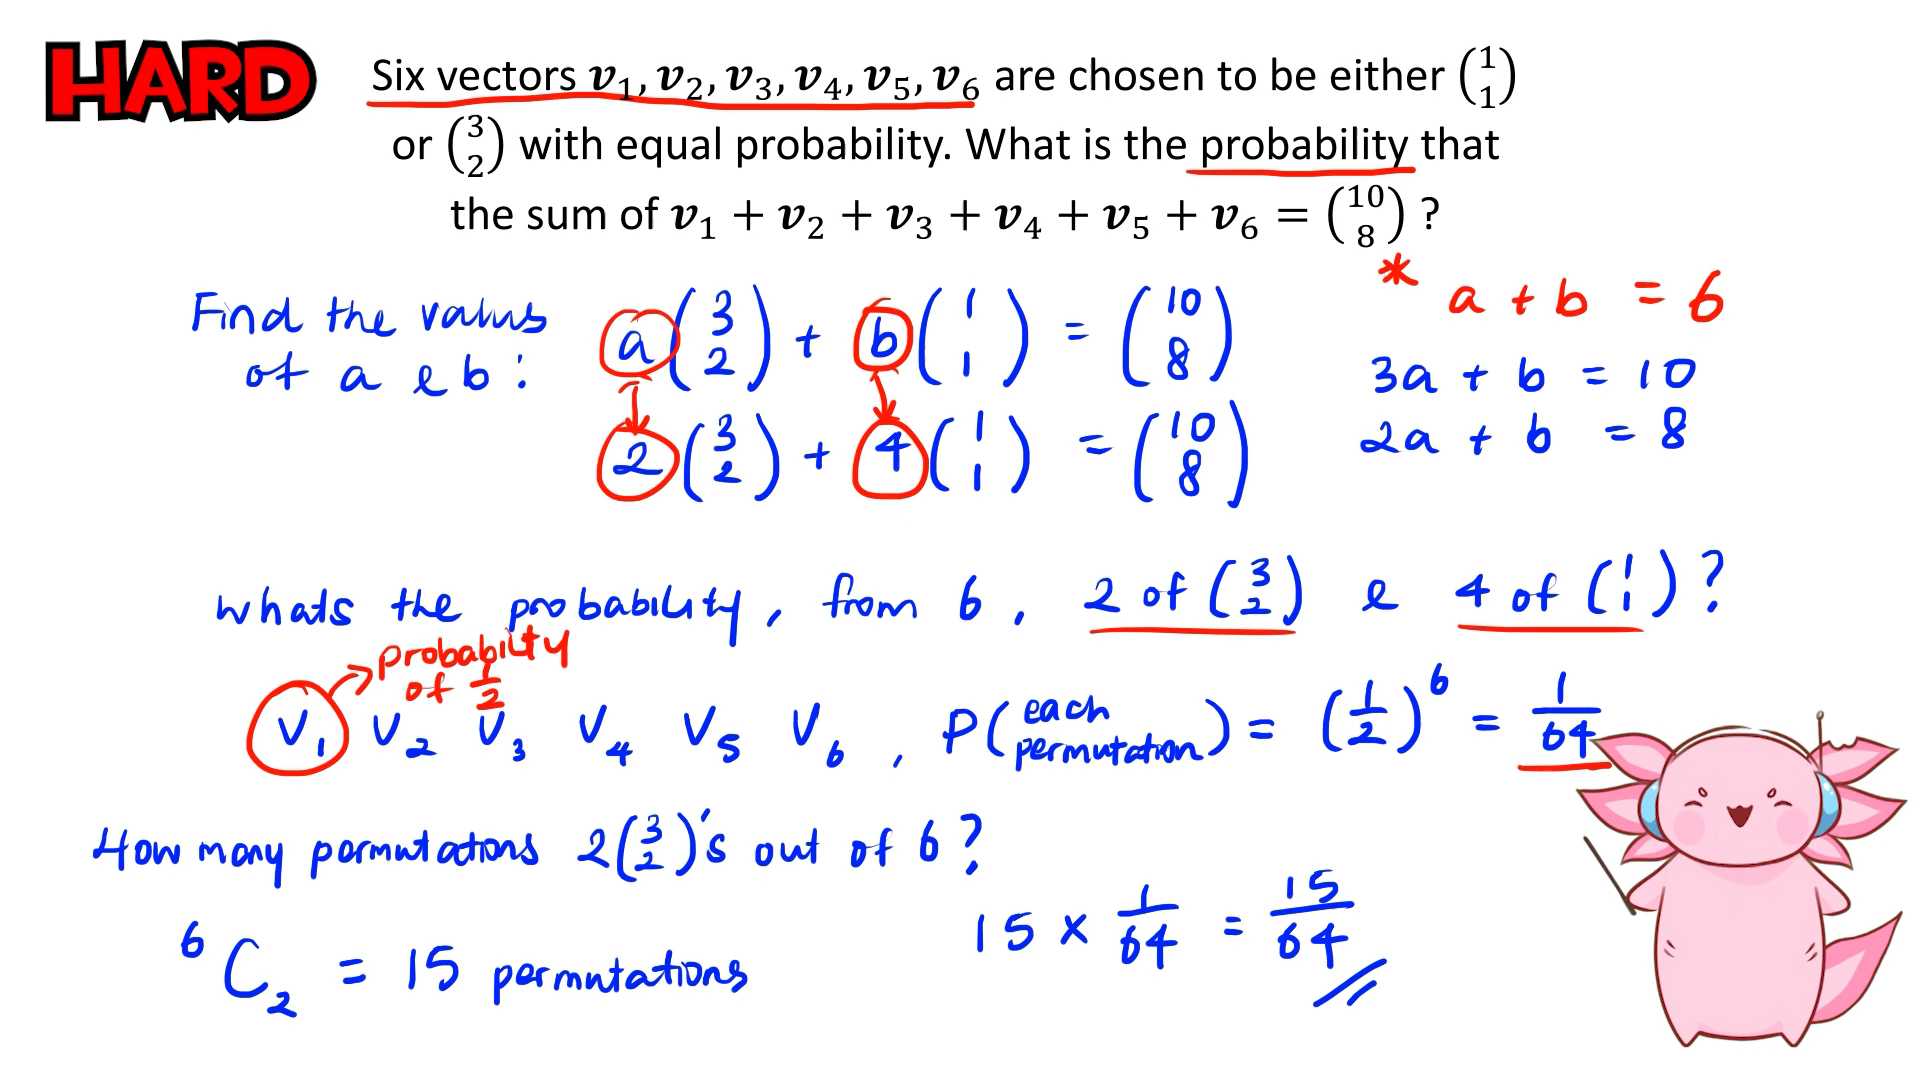 HARD
Six vectors 𝒗₁, 𝒗₂, 𝒗₃, 𝒗₄, 𝒗₅, 𝒗₆ are chosen to be either (1 1)
or (3 2) with equal probability. What is the probability that
the sum of 𝒗₁ + 𝒗₂ + 𝒗₃ + 𝒗₄ + 𝒗₅ + 𝒗₆ = (10 8) ?
* a + b = 6
Find the values of a e b :
a (3 2) + b (1 1) = (10 8)
3a + b = 10
2 (3 2) + 4 (1 1) = (10 8)
2a + b = 8
whats the probability, from 6, 2 of (3 2) e 4 of (1 1)?
probability of 1/2
V₁ V₂ V₃ V₄ V₅ V₆ , P(each permutation) = (1/2)⁶ = 1/64
How many permutations 2(3 2)'s out of 6?
⁶C₂ = 15 permutations
15 × 1/64 = 15/64